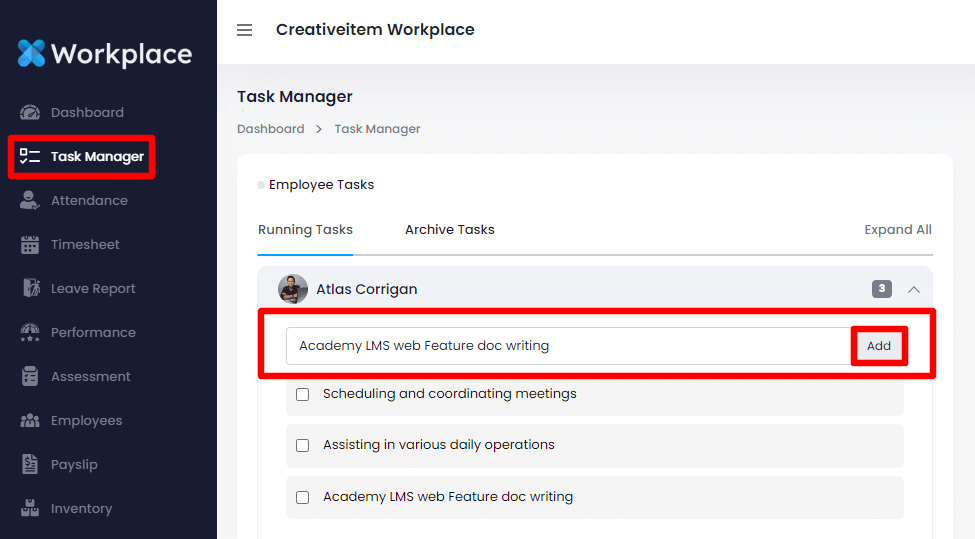 Workplace
Dashboard
Task Manager
Attendance
Timesheet
Leave Report
Performance
Assessment
Employees
Payslip
Inventory
Creativeitem Workplace
Task Manager
Dashboard > Task Manager
Employee Tasks
Running Tasks Archive Tasks Expand All
Atlas Corrigan 3
Academy LMS web Feature doc writing Add
Scheduling and coordinating meetings
Assisting in various daily operations
Academy LMS web Feature doc writing